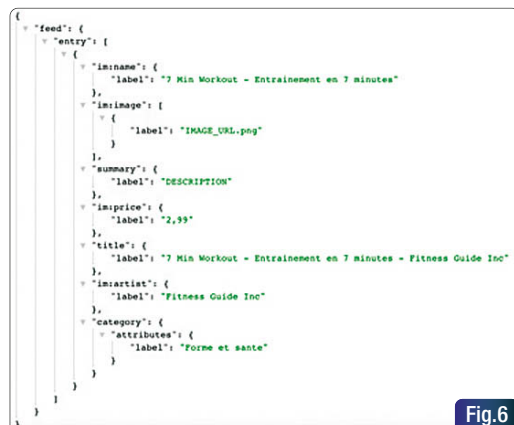 {
"feed": {
"entry": [
{
"im:name": {
"label": "7 Min Workout - Entrainement en 7 minutes"
},
"im:image": [
{
"label": "IMAGE_URL.png"
}
],
"summary": {
"label": "DESCRIPTION"
},
"im:price": {
"label": "2,99"
},
"title": {
"label": "7 Min Workout - Entrainement en 7 minutes - Fitness Guide Inc"
},
"im:artist": {
"label": "Fitness Guide Inc"
},
"category": {
"attributes": {
"label": "Forme et sante"
}
}
}
]
}
}
Fig.6